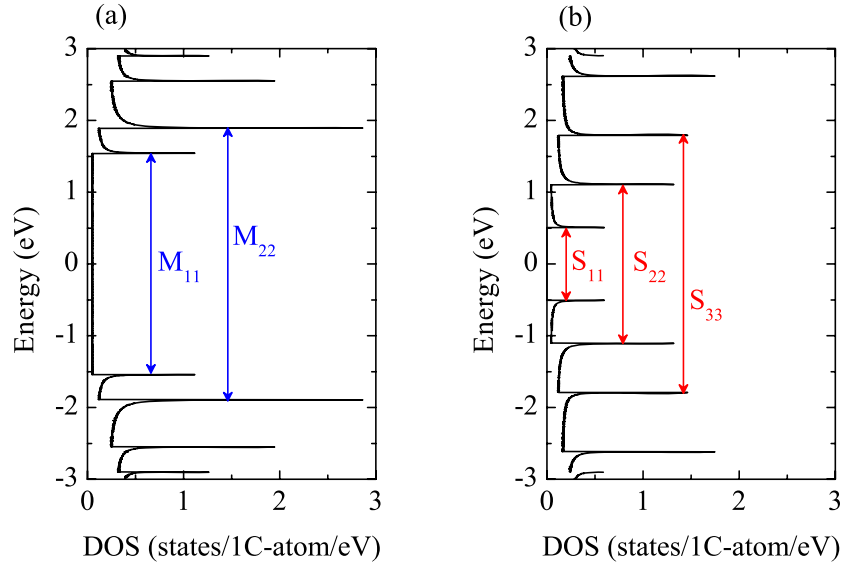 (a)
(b)
3
2
1
0
-1
-2
-3
Energy (eV)
M11
M22
0
1
2
3
DOS (states/1C-atom/eV)
3
2
1
0
-1
-2
-3
Energy (eV)
S11
S22
S33
0
1
2
3
DOS (states/1C-atom/eV)